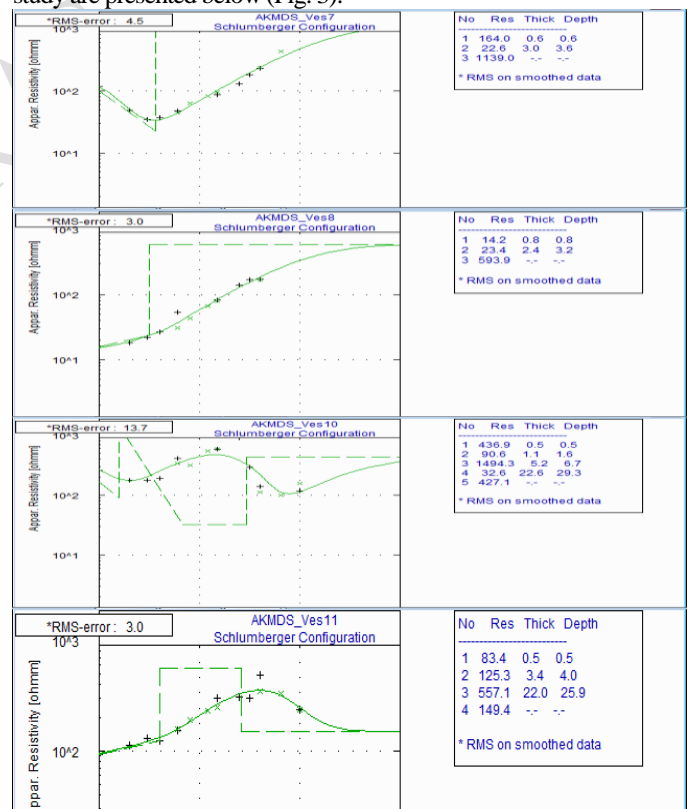 study are presented below (Fig. 3).
*RMS-error : 4.5
AKMDS_Ves7
Schlumberger Configuration
10^3
10^2
10^1
Appar. Resistivity [ohmm]
No Res Thick Depth
1 164.0 0.6 0.6
2 22.6 3.0 3.6
3 1139.0 -.- -.-
* RMS on smoothed data
*RMS-error : 3.0
AKMDS_Ves8
Schlumberger Configuration
10^3
10^2
10^1
Appar. Resistivity [ohmm]
No Res Thick Depth
1 14.2 0.8 0.8
2 23.4 2.4 3.2
3 593.9 -.- -.-
* RMS on smoothed data
*RMS-error : 13.7
AKMDS_Ves10
Schlumberger Configuration
10^3
10^2
10^1
Appar. Resistivity [ohmm]
No Res Thick Depth
1 436.9 0.5 0.5
2 90.6 1.1 1.6
3 1494.3 5.2 6.7
4 32.6 22.6 29.3
5 427.1 -.- -.-
* RMS on smoothed data
*RMS-error : 3.0
AKMDS_Ves11
Schlumberger Configuration
10^3
10^2
ppar. Resistivity [ohmm]
No Res Thick Depth
1 83.4 0.5 0.5
2 125.3 3.4 4.0
3 557.1 22.0 25.9
4 149.4 -.- -.-
* RMS on smoothed data